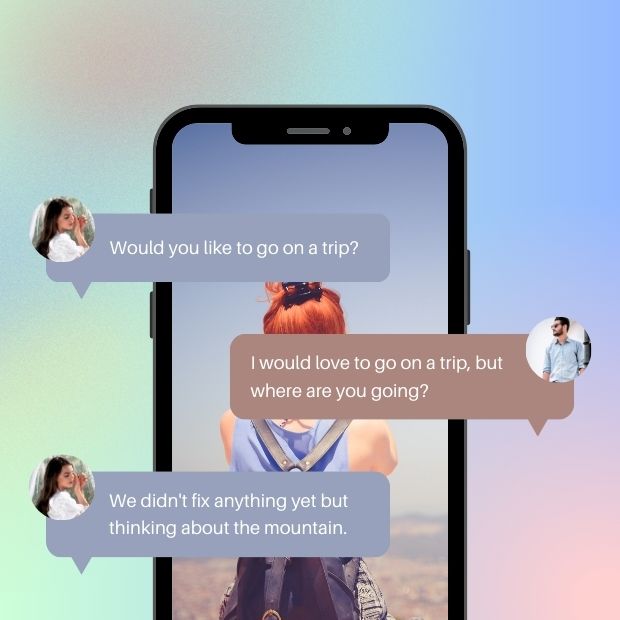 Would you like to go on a trip?
I would love to go on a trip, but
where are you going?
We didn't fix anything yet but
thinking about the mountain.